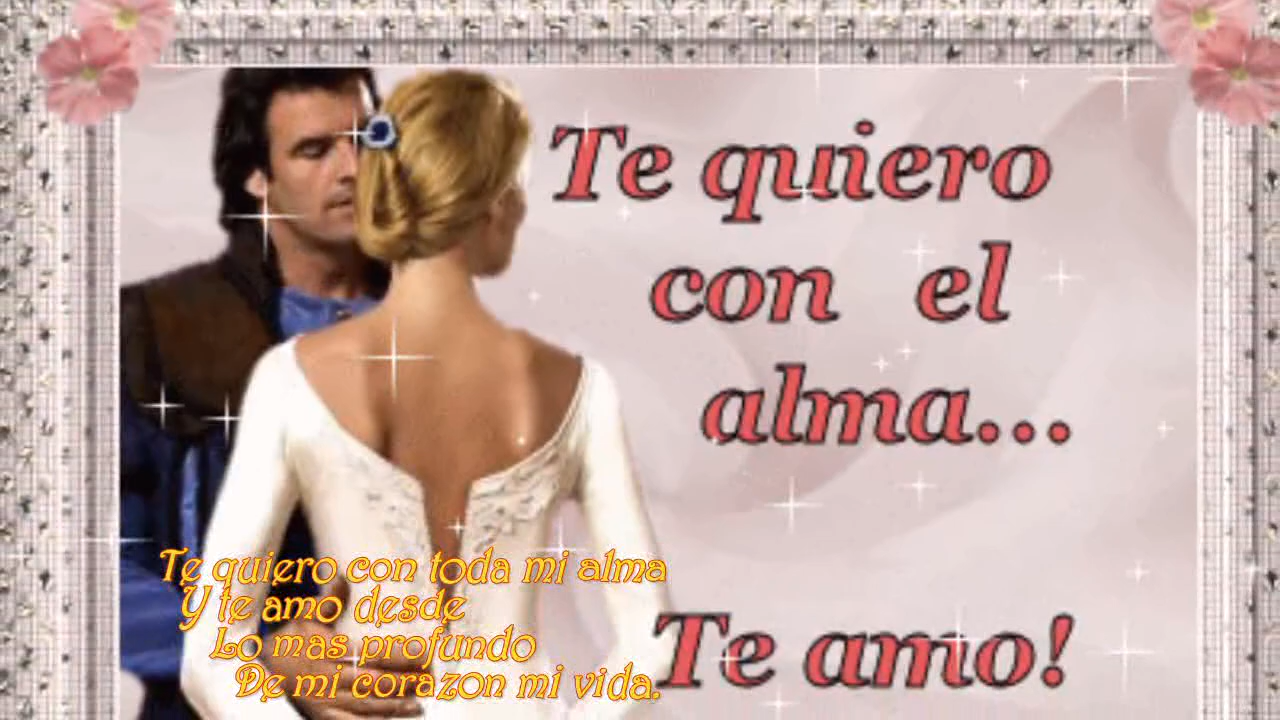 Te quiero
con el
alma...
Te quiero con toda mi alma
Y te amo desde
Lo mas profundo
De mi corazon mi vida.
Te amo!